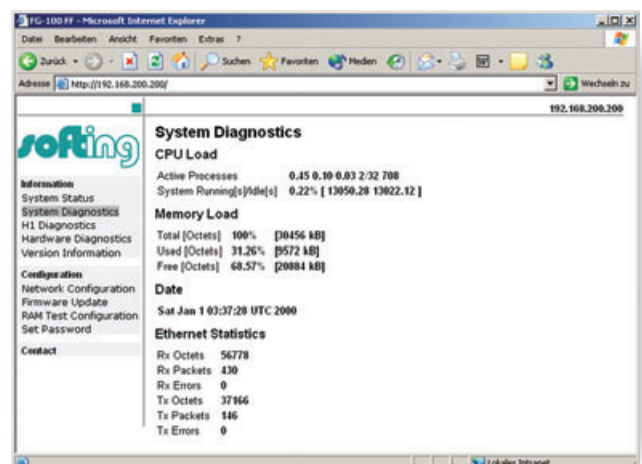 FG-100 FF - Microsoft Internet Explorer
Datei Bearbeiten Ansicht Favoriten Extras ?
Zurück Suchen Favoriten Medien
Adresse http://192.168.200.200/ Wechseln zu
192.168.200.200
softing
Information
System Status
System Diagnostics
H1 Diagnostics
Hardware Diagnostics
Version Information
Configuration
Network Configuration
Firmware Update
RAM Test Configuration
Set Password
Contact
System Diagnostics
CPU Load
Active Processes 0.45 0.10 0.03 2/32 708
System Running[s]/Idle[s] 0.22% [ 13050.28 13022.12 ]
Memory Load
Total [Octets] 100% [30456 kB]
Used [Octets] 31.26% [9572 kB]
Free [Octets] 68.57% [20884 kB]
Date
Sat Jan 1 03:37:28 UTC 2000
Ethernet Statistics
Rx Octets 56778
Rx Packets 430
Rx Errors 0
Tx Octets 37166
Tx Packets 146
Tx Errors 0
Lokales Intranet